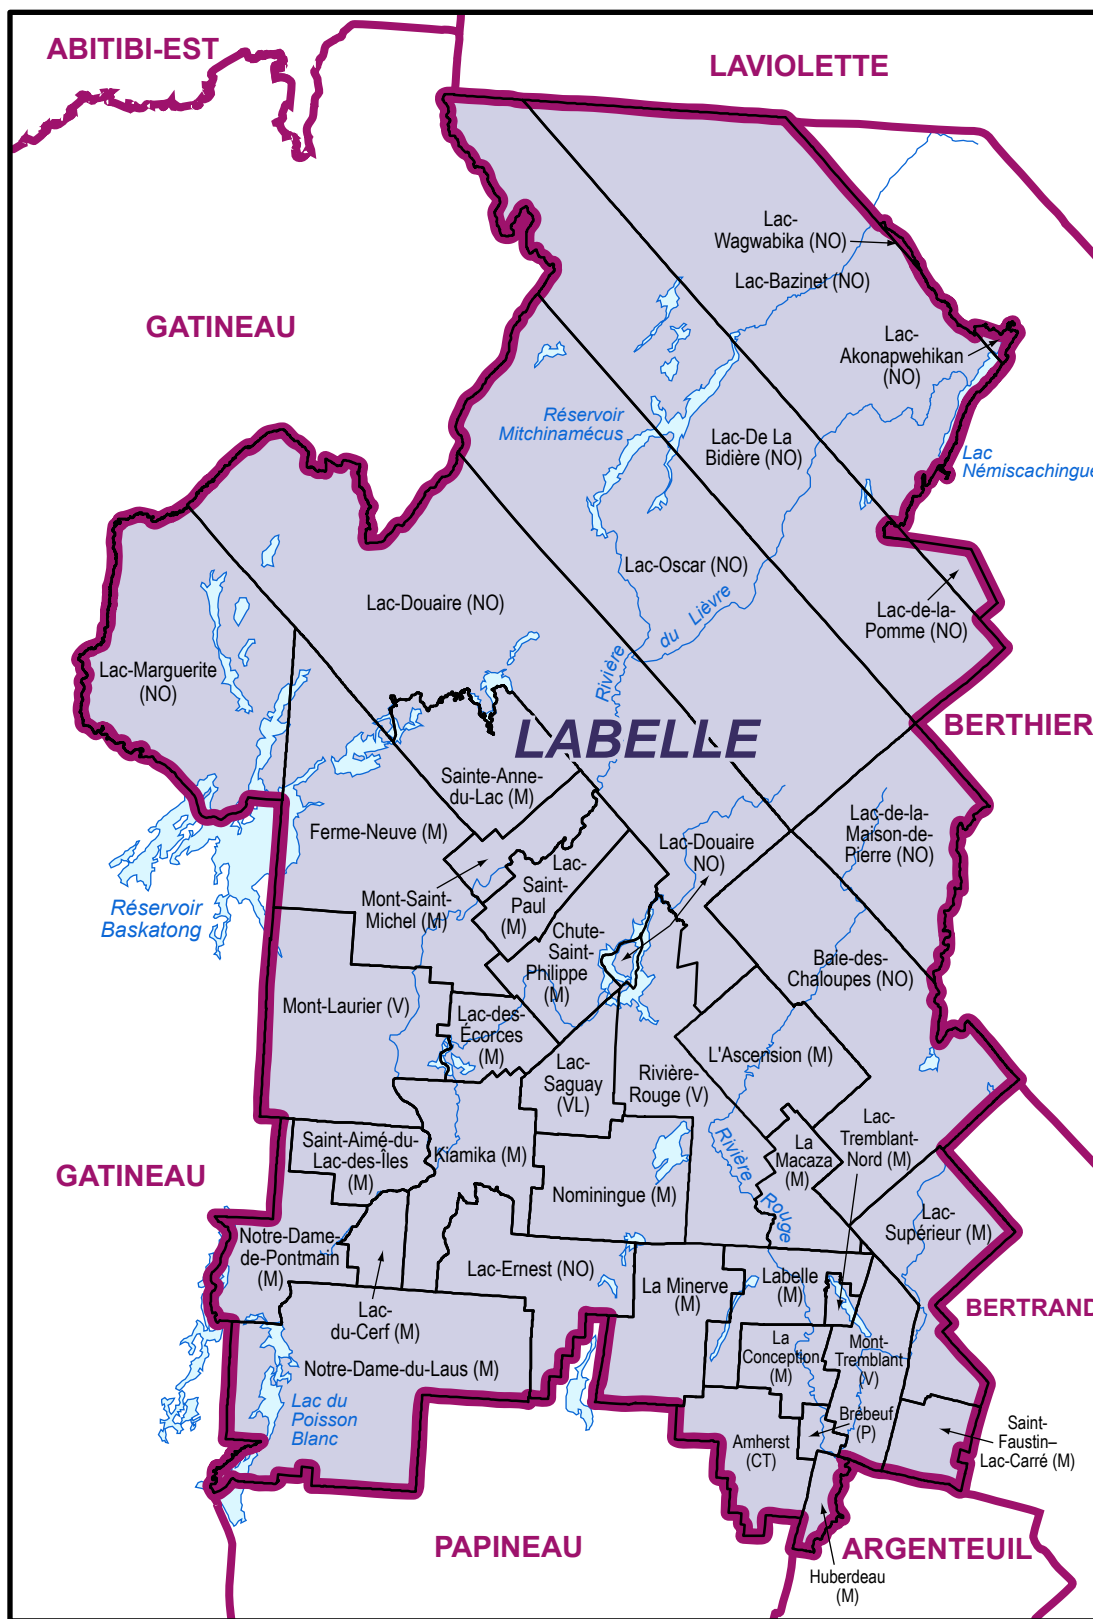 ABITIBI-EST
LAVIOLETTE
Lac-
Wagwabika (NO)
Lac-Bazinet (NO)
GATINEAU
Lac-
Akonapwehikan
(NO)
Réservoir
Mitchinamécus
Lac-De La
Bidière (NO)
Lac
Némiscachingue
Lac-Oscar (NO)
Lac-Douaire (NO)
Lac-de-la-
Pomme (NO)
Rivière
du Lièvre
Lac-Marguerite
(NO)
LABELLE
BERTHIER
Sainte-Anne-
du-Lac (M)
Ferme-Neuve (M)
Lac-de-la-
Maison-de-
Pierre (NO)
Lac-Douaire
NO)
Lac-
Saint-
Paul
(M)
Mont-Saint-
Michel (M)
Réservoir
Baskatong
Chute-
Saint-
Philippe
(M)
Baie-des-
Chaloupes (NO)
Mont-Laurier (V)
Lac-des-
Écorces
(M)
L'Ascension (M)
Lac-
Saguay
(VL)
Rivière-
Rouge (V)
Lac-
Tremblant-
Nord (M)
Saint-Aimé-du-
Lac-des-Îles
(M)
Kiamika (M)
La
Macaza
(M)
Rivière Rouge
GATINEAU
Nominingue (M)
Lac-
Supérieur (M)
Notre-Dame-
de-Pontmain
(M)
Lac-Ernest (NO)
La Minerve
(M)
Labelle
(M)
BERTRAND
Lac-
du-Cerf (M)
La
Conception
(M)
Mont-
Tremblant
(V)
Notre-Dame-du-Laus (M)
Lac du
Poisson
Blanc
Brébeuf
(P)
Saint-
Faustin–
Lac-Carré (M)
Amherst
(CT)
PAPINEAU
ARGENTEUIL
Huberdeau
(M)